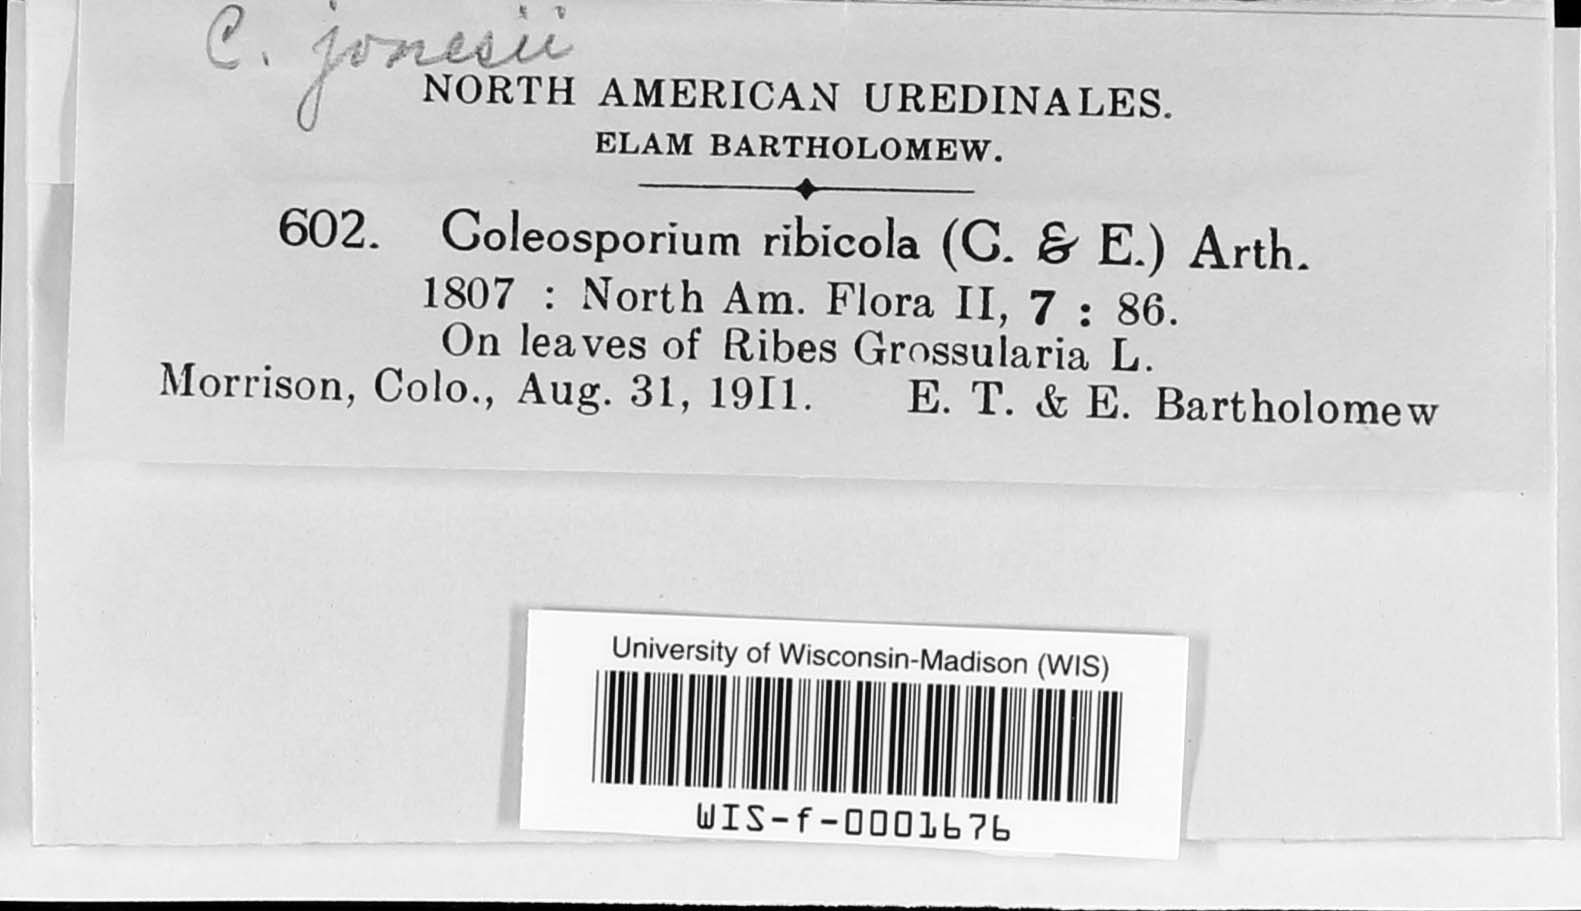 C. jonesii
NORTH AMERICAN UREDINALES.
ELAM BARTHOLOMEW.
602. Coleosporium ribicola (C. & E.) Arth.
1807 : North Am. Flora II, 7 : 86.
On leaves of Ribes Grossularia L.
Morrison, Colo., Aug. 31, 1911. E. T. & E. Bartholomew
University of Wisconsin-Madison (WIS)
WIS-f-0001676